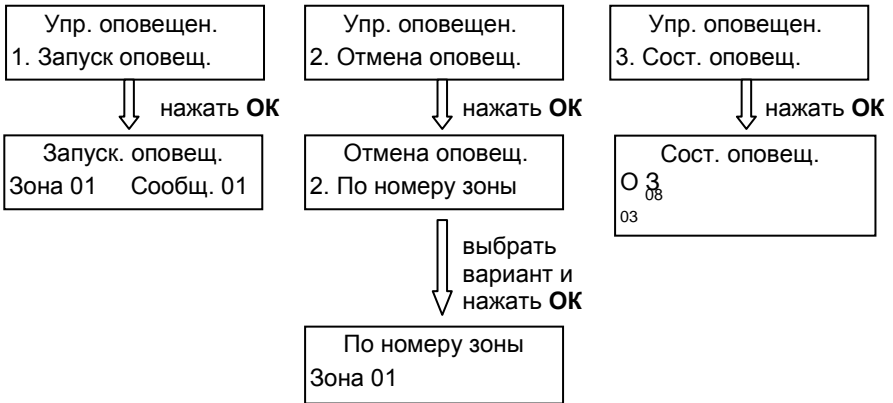 Упр. оповещен.
1. Запуск оповещ.
нажать ОК
Запуск. оповещ.
Зона 01 Сообщ. 01
Упр. оповещен.
2. Отмена оповещ.
нажать ОК
Отмена оповещ.
2. По номеру зоны
выбрать
вариант и
нажать ОК
По номеру зоны
Зона 01
Упр. оповещен.
3. Сост. оповещ.
нажать ОК
Сост. оповещ.
О З
08
03